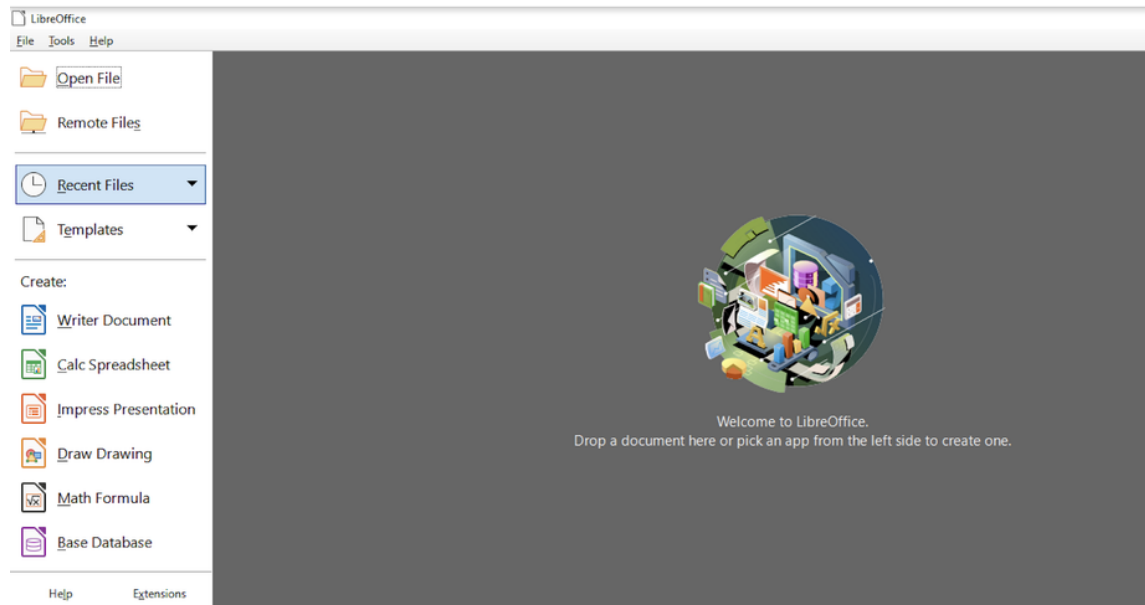 LibreOffice
File Tools Help
Open File
Remote Files
Recent Files
Templates
Create:
Writer Document
Calc Spreadsheet
Impress Presentation
Draw Drawing
Math Formula
Base Database
Help Extensions
Welcome to LibreOffice.
Drop a document here or pick an app from the left side to create one.